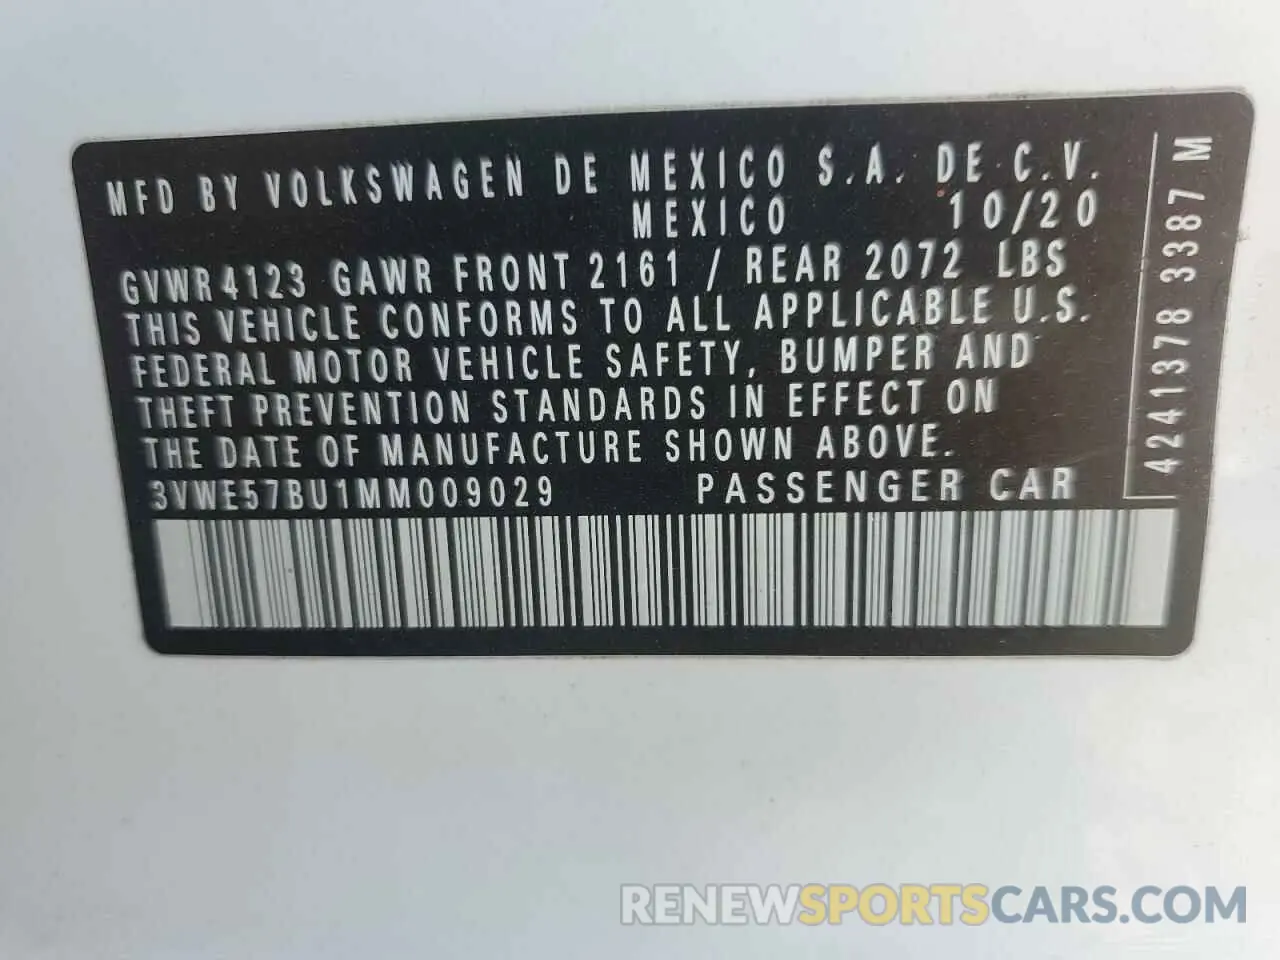 MFD BY VOLKSWAGEN DE MEXICO S.A. DE C.V.
MEXICO 10/20
GVWR4123 GAWR FRONT 2161 / REAR 2072 LBS
THIS VEHICLE CONFORMS TO ALL APPLICABLE U.S.
FEDERAL MOTOR VEHICLE SAFETY, BUMPER AND
THEFT PREVENTION STANDARDS IN EFFECT ON
THE DATE OF MANUFACTURE SHOWN ABOVE.
3VWE57BU1MM009029 PASSENGER CAR
4241378 3387 M
RENEWSPORTSCARS.COM